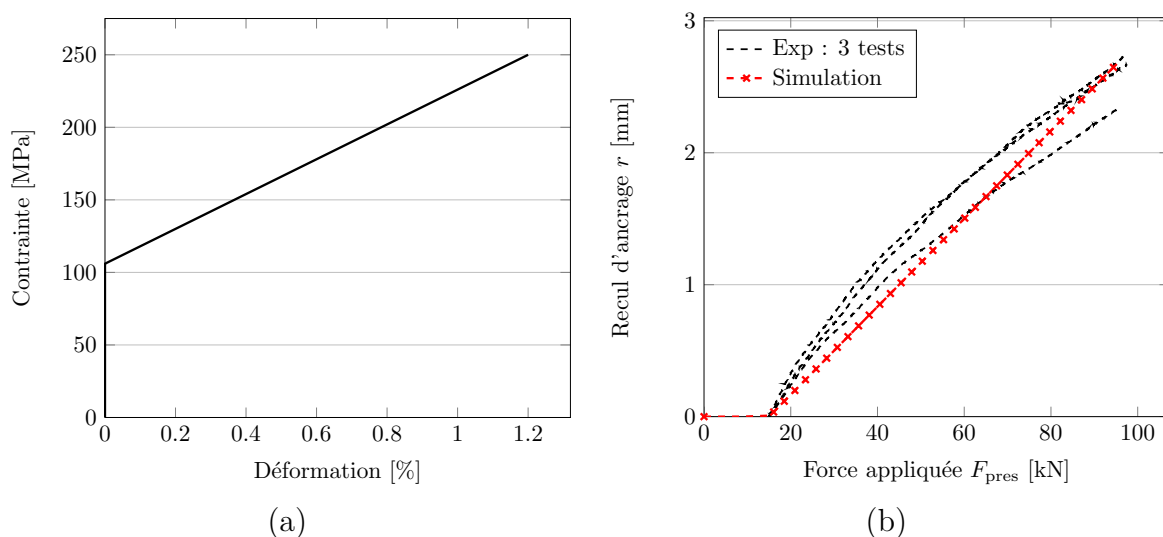 250
200
150
100
50
0
Contrainte [MPa]
0 0.2 0.4 0.6 0.8 1 1.2
Déformation [%]
(a)
3
2
1
0
Recul d'ancrage r [mm]
Exp : 3 tests
Simulation
0 20 40 60 80 100
Force appliquée Fpres [kN]
(b)